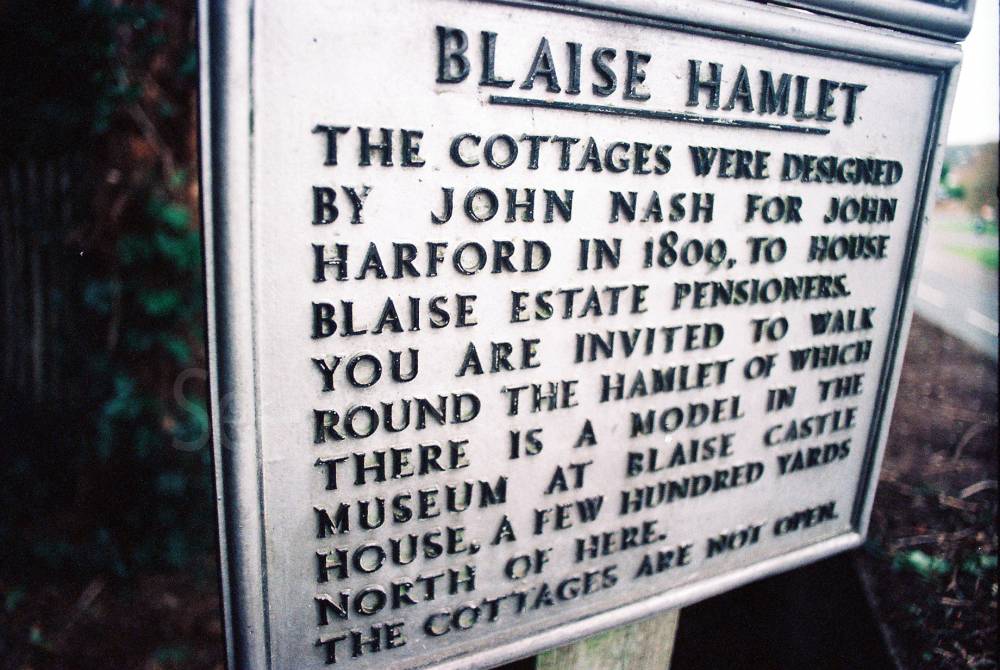 BLAISE HAMLET
THE COTTAGES WERE DESIGNED
BY JOHN NASH FOR JOHN
HARFORD IN 1809, TO HOUSE
BLAISE ESTATE PENSIONERS.
YOU ARE INVITED TO WALK
ROUND THE HAMLET OF WHICH
THERE IS A MODEL IN THE
MUSEUM AT BLAISE CASTLE
HOUSE, A FEW HUNDRED YARDS
NORTH OF HERE.
THE COTTAGES ARE NOT OPEN.